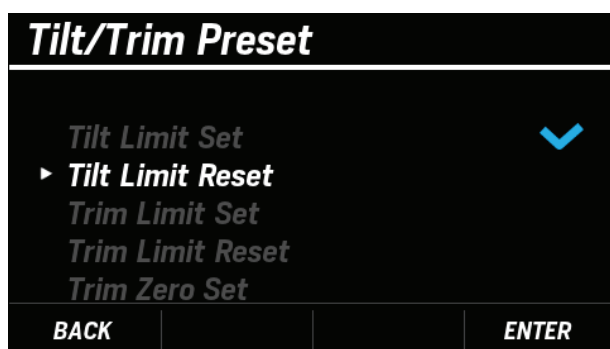 Tilt/Trim Preset
Tilt Limit Set
Tilt Limit Reset
Trim Limit Set
Trim Limit Reset
Trim Zero Set
BACK ENTER